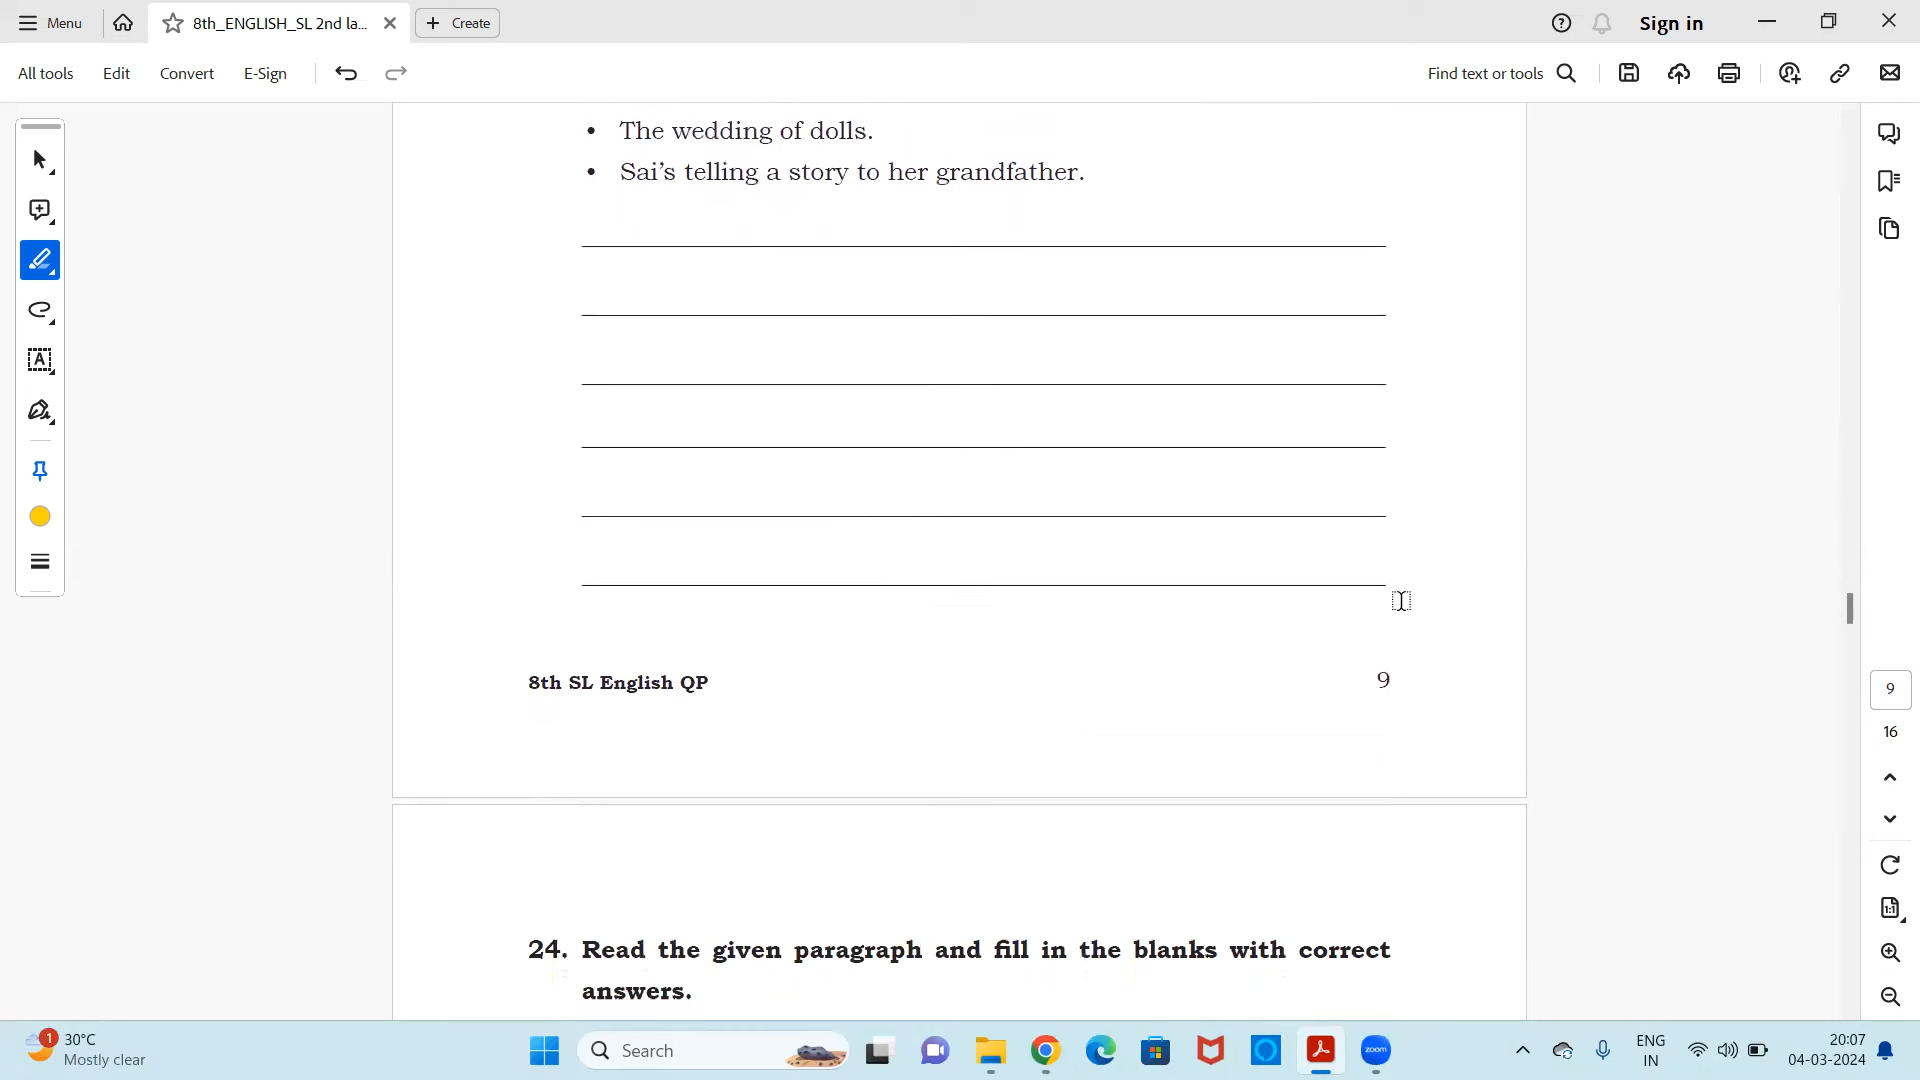 Menu
8th_ENGLISH_SL 2nd la...
Create
Sign in
All tools
Edit
Convert
E-Sign
Find text or tools
• The wedding of dolls.
• Sai's telling a story to her grandfather.
8th SL English QP
9
24. Read the given paragraph and fill in the blanks with correct
answers.
9
16
1
30°C
Mostly clear
Search
zoom
ENG
IN
20:07
04-03-2024